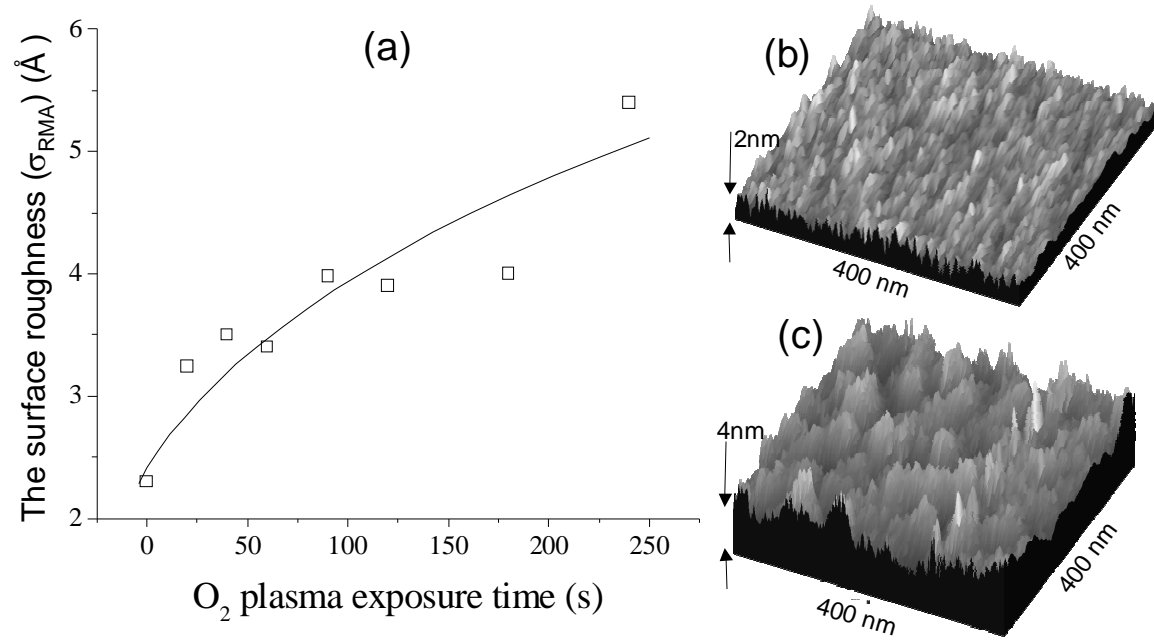 The surface roughness (σRMA) (Å)
6
5
4
3
2
0 50 100 150 200 250
O2 plasma exposure time (s)
(a)
(b)
2nm
400 nm
400 nm
(c)
4nm
400 nm
400 nm